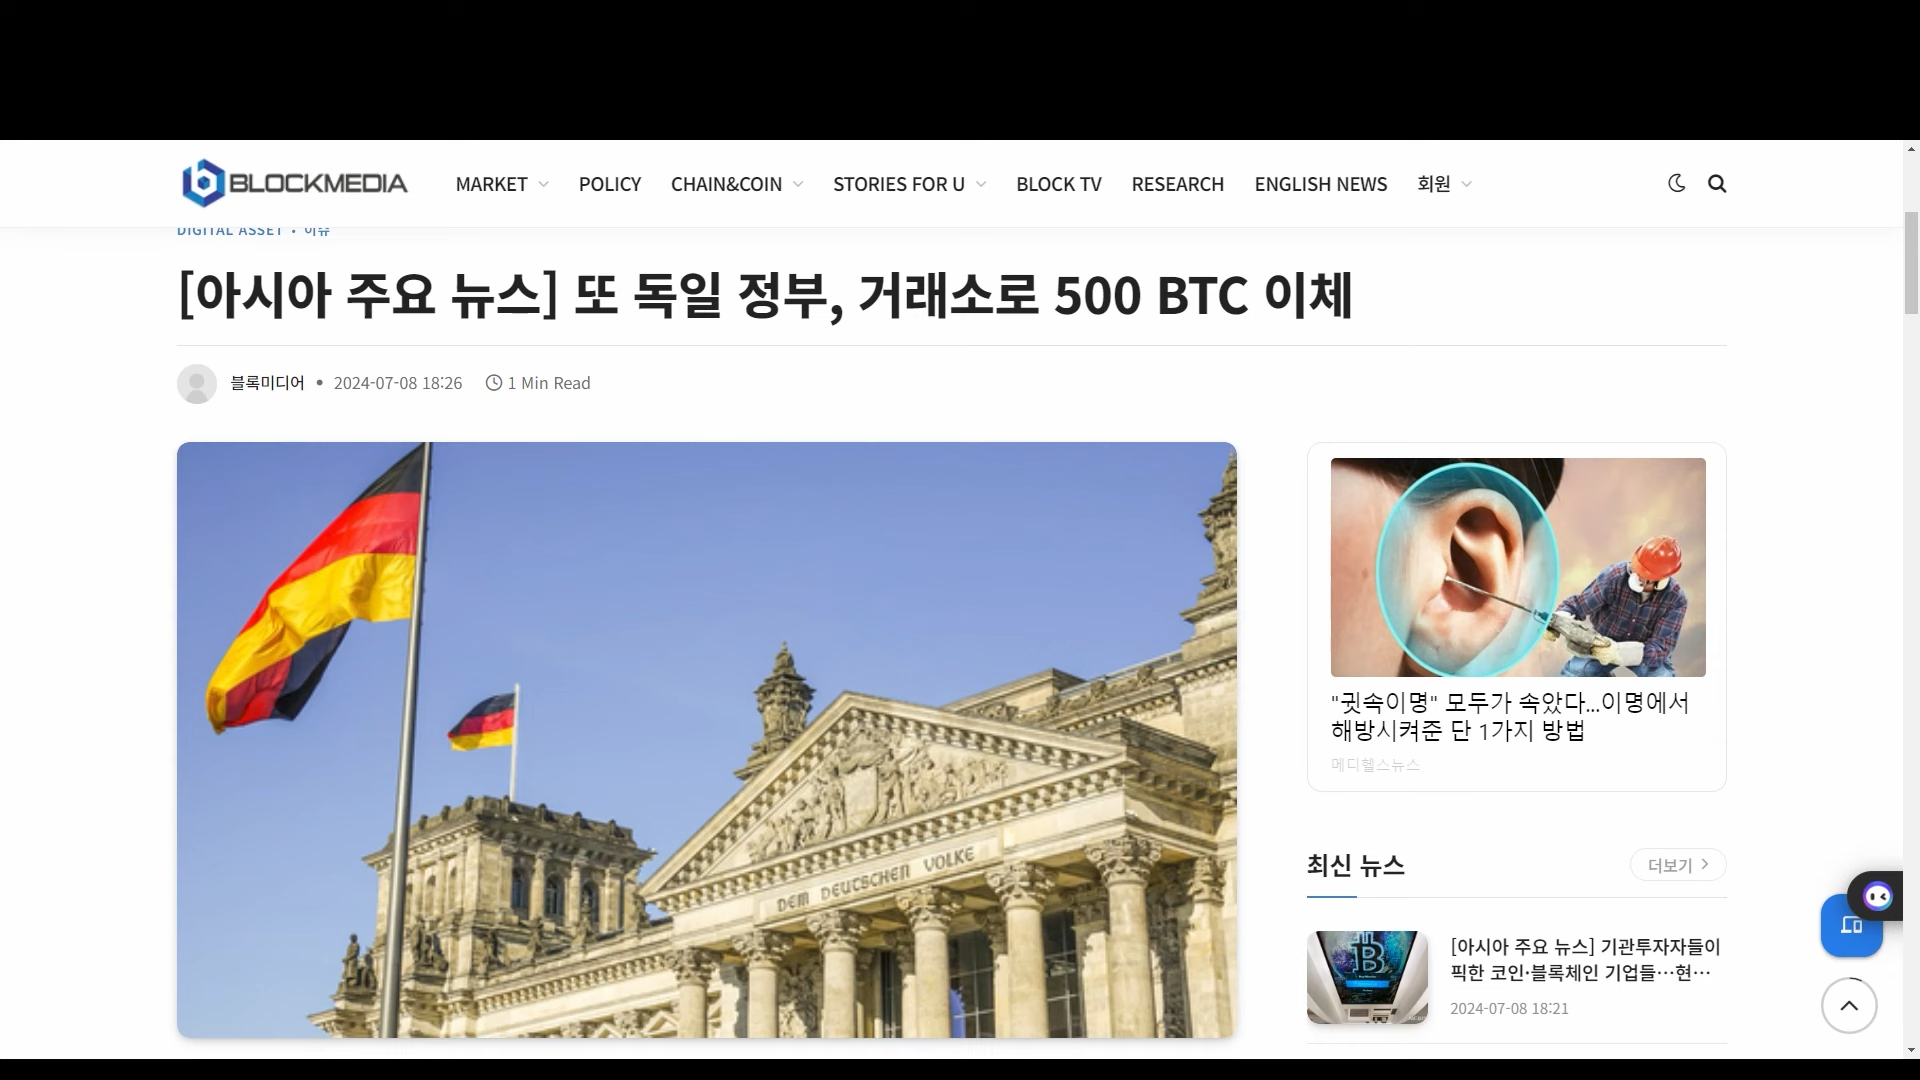 BLOCKMEDIA
MARKET
POLICY
CHAIN&COIN
STORIES FOR U
BLOCK TV
RESEARCH
ENGLISH NEWS
회원
DIGITAL ASSET • 이슈
[아시아 주요 뉴스] 또 독일 정부, 거래소로 500 BTC 이체
블록미디어 • 2024-07-08 18:26 1 Min Read
DEM DEUTSCHEN VOLKE
"귓속이명" 모두가 속았다...이명에서
해방시켜준 단 1가지 방법
메디헬스뉴스
최신 뉴스
더보기
[아시아 주요 뉴스] 기관투자자들이
픽한 코인·블록체인 기업들…현…
2024-07-08 18:21